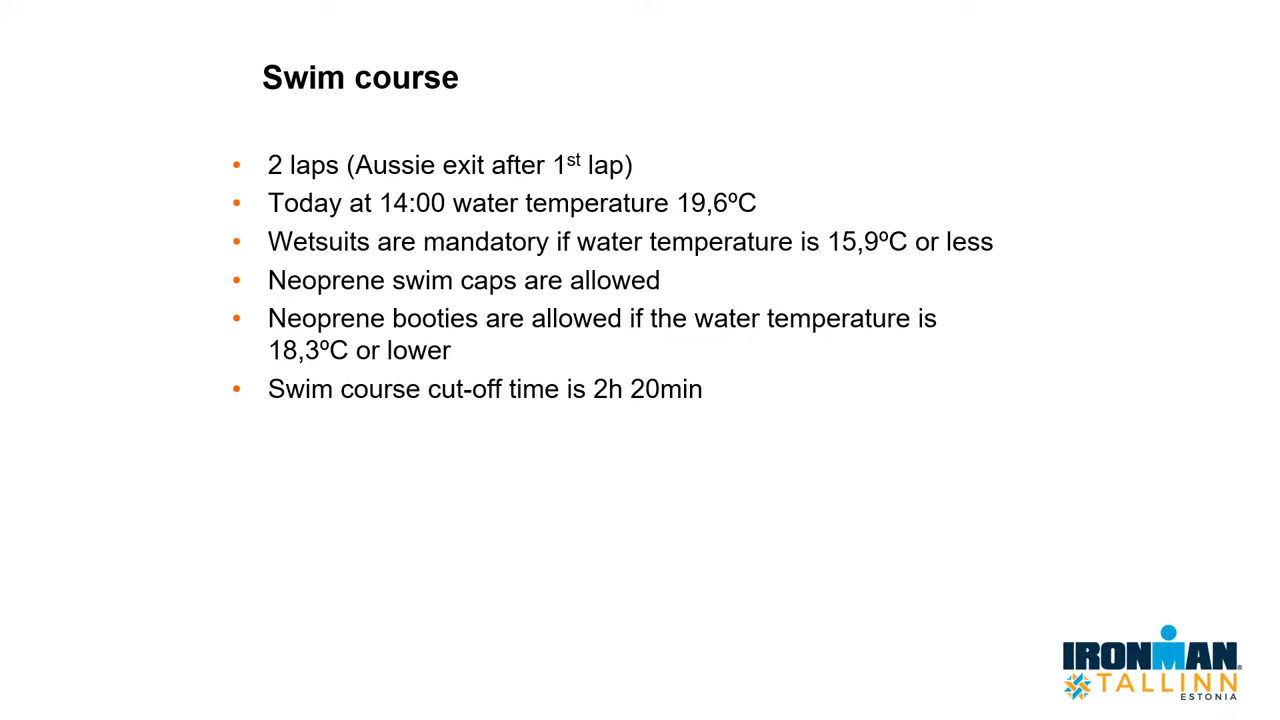 Swim course
• 2 laps (Aussie exit after 1st lap)
• Today at 14:00 water temperature 19,6ºC
• Wetsuits are mandatory if water temperature is 15,9ºC or less
• Neoprene swim caps are allowed
• Neoprene booties are allowed if the water temperature is
18,3ºC or lower
• Swim course cut-off time is 2h 20min
IRONMAN®
TALLINN
ESTONIA